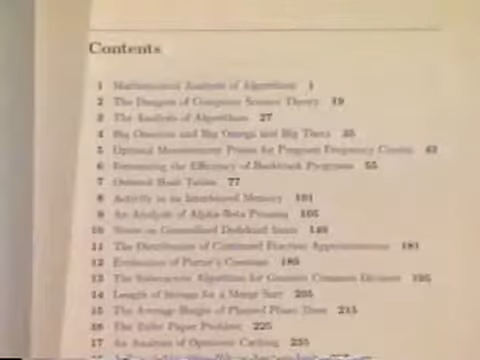 Contents
1 Mathematical Analysis of Algorithms 1
2 The Dangers of Computer Science Theory 19
3 The Analysis of Algorithms 27
4 Big Omicron and Big Omega and Big Theta 35
5 Optimal Measurement Points for Program Frequency Counts 43
6 Estimating the Efficiency of Backtrack Programs 55
7 Ordered Hash Tables 77
8 Activity in an Interleaved Memory 101
9 An Analysis of Alpha-Beta Pruning 105
10 Notes on Generalized Dedekind Sums 149
11 The Distribution of Continued Fraction Approximations 181
12 Evaluation of Porter's Constant 189
13 The Subtractive Algorithm for Greatest Common Divisors 195
14 Length of Strings for a Merge Sort 205
15 The Average Height of Planted Plane Trees 215
16 The Toilet Paper Problem 225
17 An Analysis of Optimum Caching 235